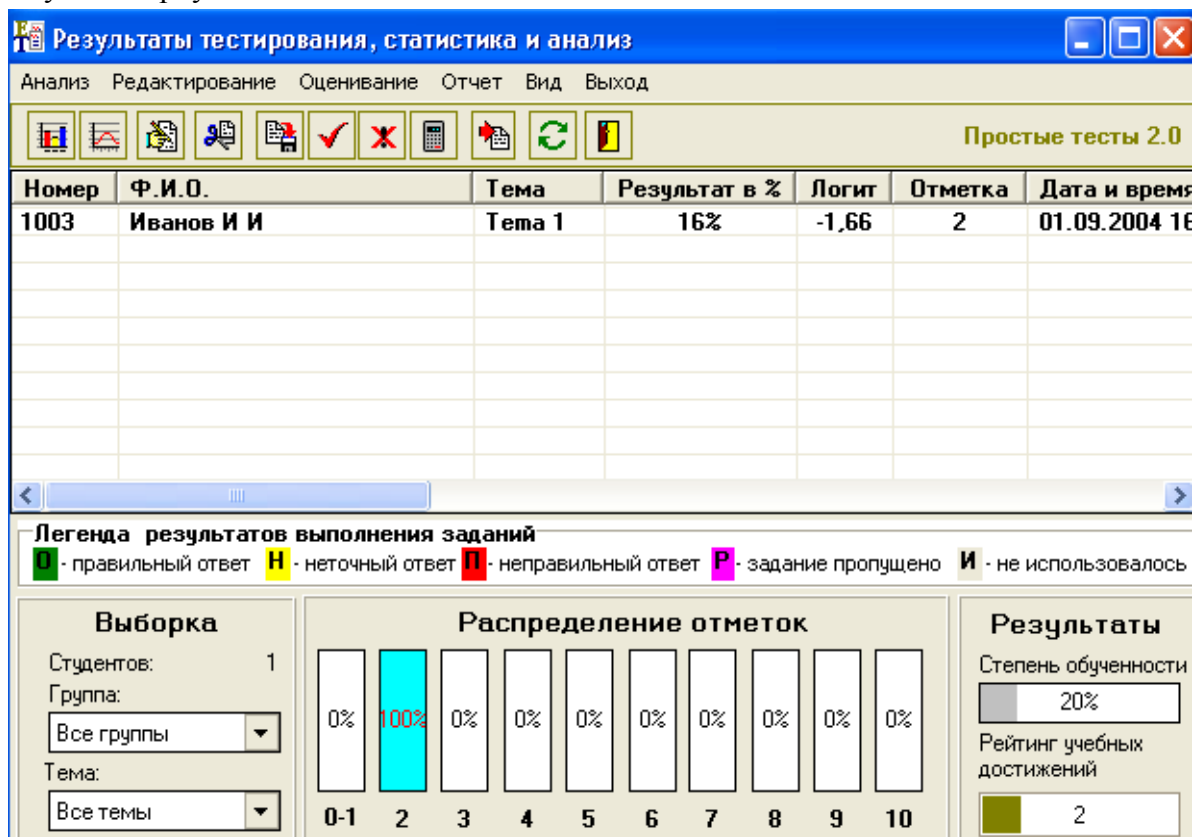 Результаты тестирования, статистика и анализ
Анализ Редактирование Оценивание Отчет Вид Выход
Простые тесты 2.0
Номер Ф.И.О. Тема Результат в % Логит Отметка Дата и время
1003 Иванов И И Тема 1 16% -1,66 2 01.09.2004 16
Легенда результатов выполнения заданий
О - правильный ответ Н - неточный ответ П - неправильный ответ Р - задание пропущено И - не использовалось
Выборка
Студентов: 1
Группа:
Все группы
Тема:
Все темы
Распределение отметок
0% 100% 0% 0% 0% 0% 0% 0% 0% 0%
0-1 2 3 4 5 6 7 8 9 10
Результаты
Степень обученности
20%
Рейтинг учебных
достижений
2